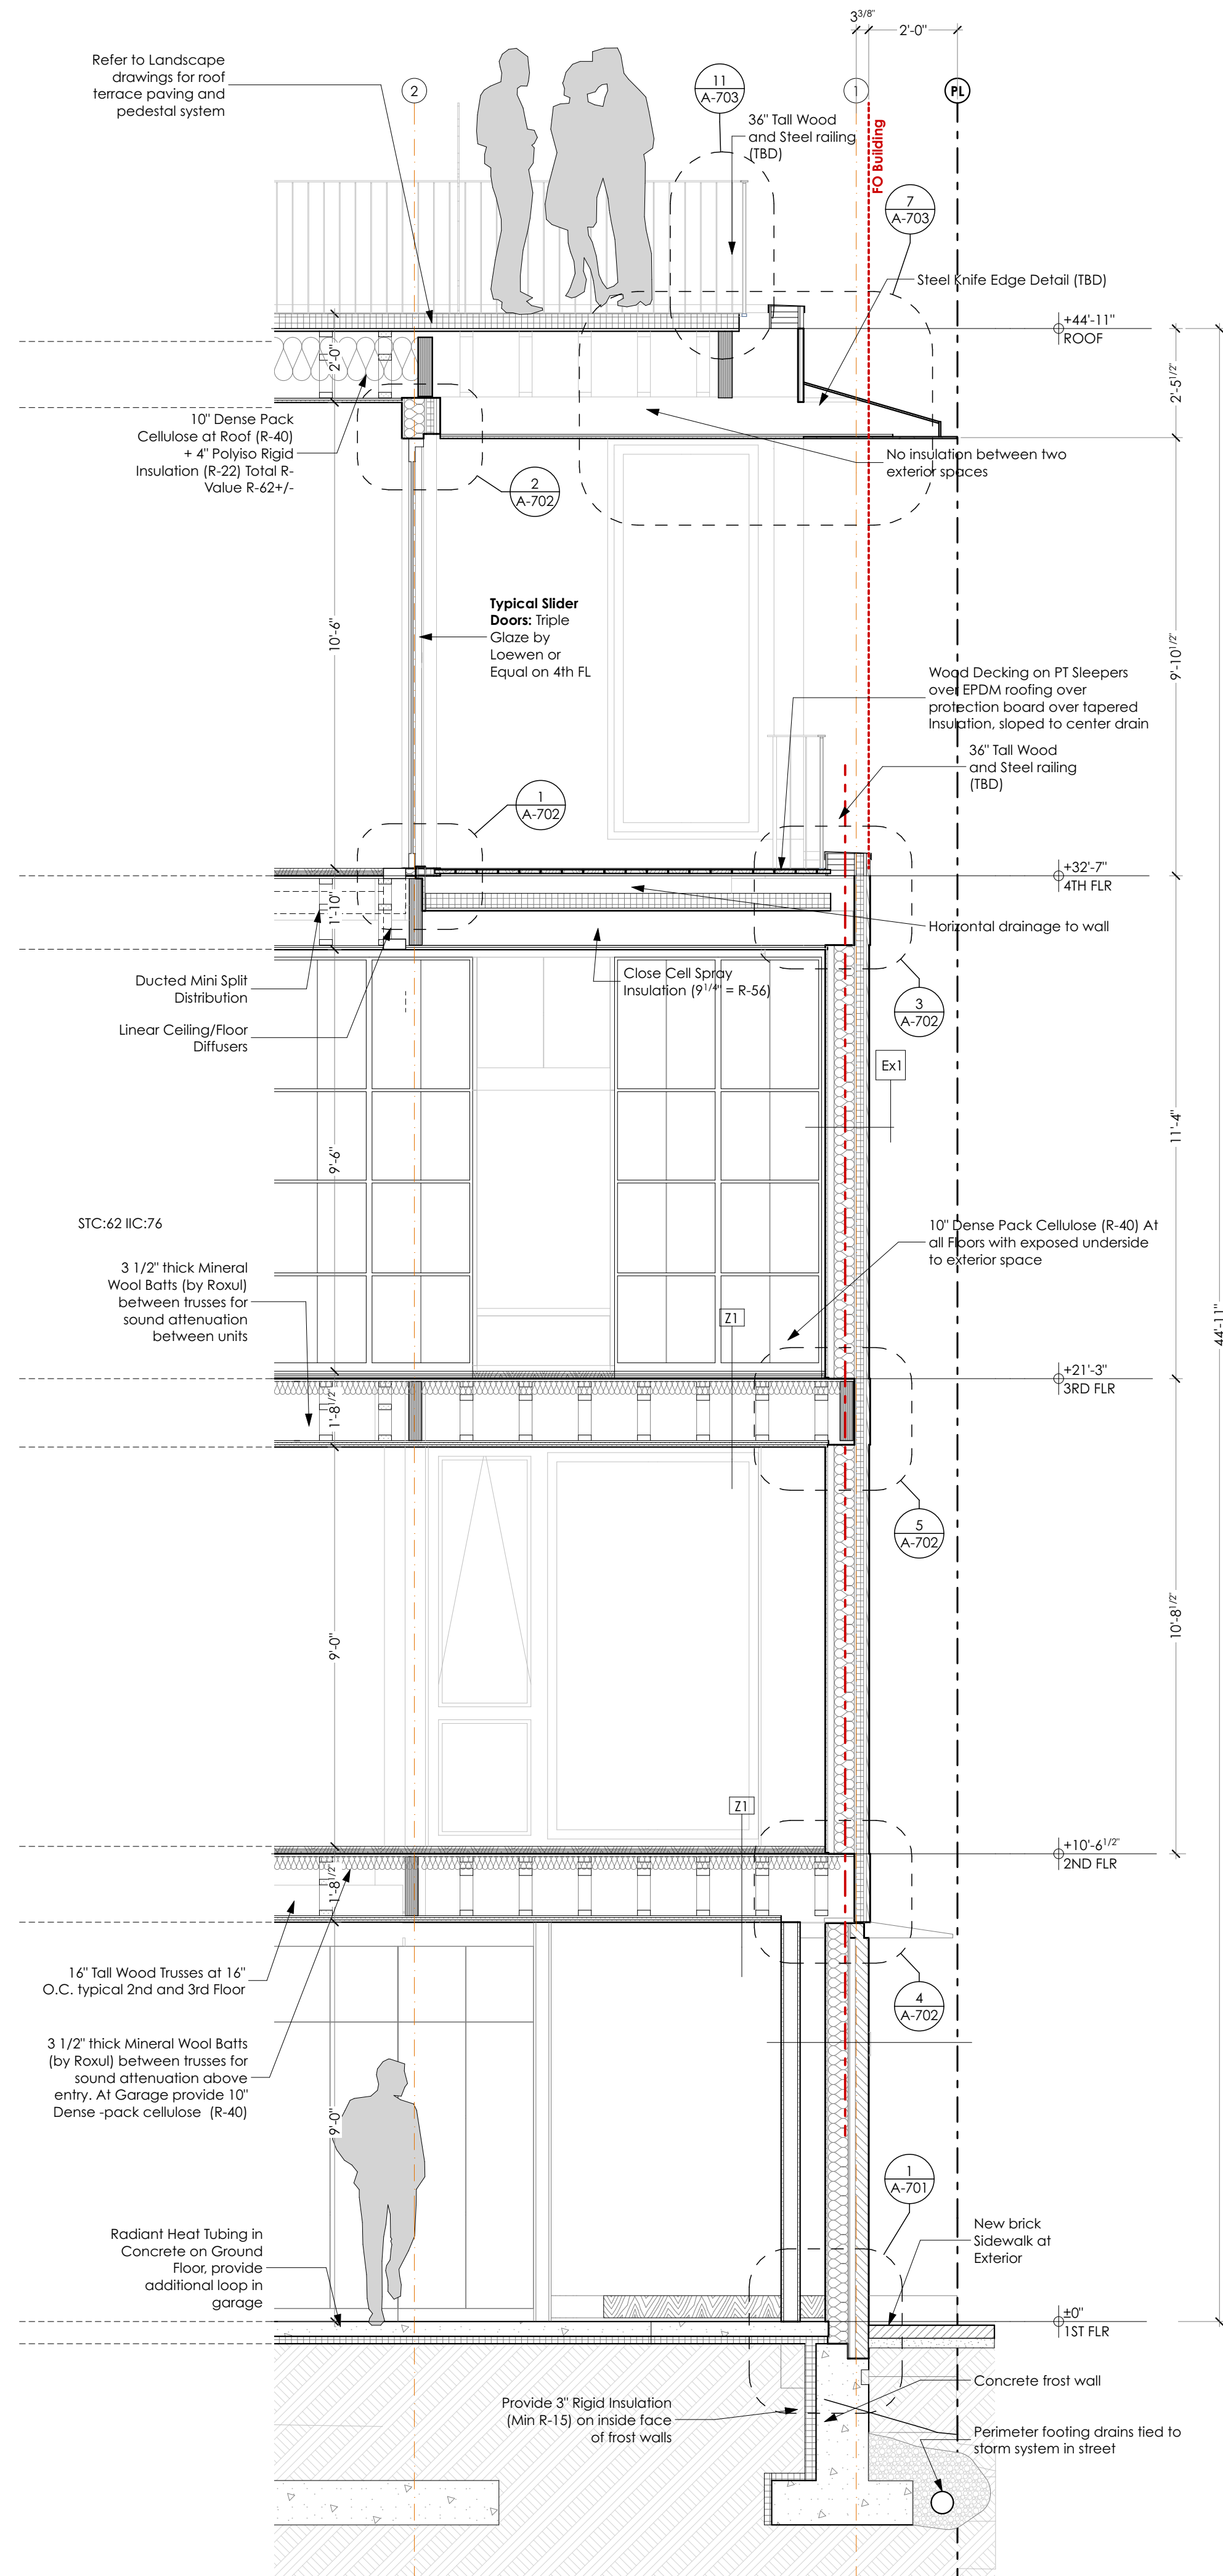 3 3/8"
2'-0"
Refer to Landscape
drawings for roof
terrace paving and
pedestal system
2
11
A-703
1
PL
36" Tall Wood
and Steel railing
(TBD)
FO Building
7
A-703
Steel Knife Edge Detail (TBD)
+44'-11"
ROOF
2'-0"
2'-5 1/2"
10" Dense Pack
Cellulose at Roof (R-40)
+ 4" Polyiso Rigid
Insulation (R-22) Total R-
Value R-62+/-
No insulation between two
exterior spaces
2
A-702
Typical Slider
Doors: Triple
Glaze by
Loewen or
Equal on 4th FL
10'-6"
9'-10 1/2"
Wood Decking on PT Sleepers
over EPDM roofing over
protection board over tapered
Insulation, sloped to center drain
36" Tall Wood
and Steel railing
(TBD)
1
A-702
+32'-7"
4TH FLR
1'-10"
Horizontal drainage to wall
Ducted Mini Split
Distribution
Close Cell Spray
Insulation (9 1/4" = R-56)
3
A-702
Linear Ceiling/Floor
Diffusers
Ex1
11'-4"
9'-6"
STC:62 IIC:76
10" Dense Pack Cellulose (R-40) At
all Floors with exposed underside
to exterior space
3 1/2" thick Mineral
Wool Batts (by Roxul)
between trusses for
sound attenuation
between units
Z1
44'-11"
+21'-3"
3RD FLR
1'-8 1/2"
5
A-702
9'-0"
10'-8 1/2"
Z1
+10'-6 1/2"
2ND FLR
1'-8 1/2"
16" Tall Wood Trusses at 16"
O.C. typical 2nd and 3rd Floor
4
A-702
3 1/2" thick Mineral Wool Batts
(by Roxul) between trusses for
sound attenuation above
entry. At Garage provide 10"
Dense -pack cellulose (R-40)
9'-0"
1
A-701
Radiant Heat Tubing in
Concrete on Ground
Floor, provide
additional loop in
garage
New brick
Sidewalk at
Exterior
±0"
1ST FLR
Concrete frost wall
Provide 3" Rigid Insulation
(Min R-15) on inside face
of frost walls
Perimeter footing drains tied to
storm system in street